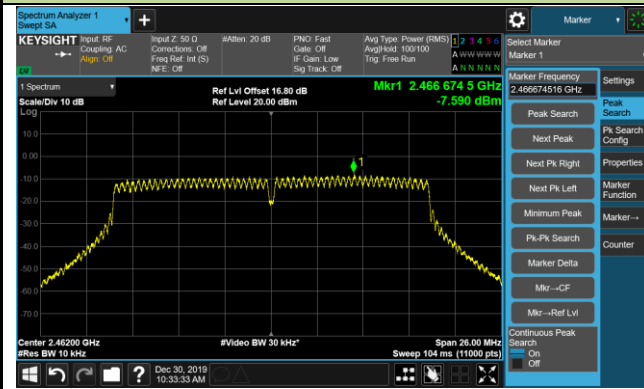 Spectrum Analyzer 1
Swept SA
+
Marker
KEYSIGHT
Input: RF
Coupling: AC
Align: Off
Input Z: 50 Ω
Corrections: Off
Freq Ref: Int (S)
NFE: Off
#Atten: 20 dB
PNO: Fast
Gate: Off
IF Gain: Low
Sig Track: Off
Avg Type: Power (RMS)
Avg|Hold: 100/100
Trig: Free Run
1 2 3 4 5 6
A W W W W W
A N N N N N
Select Marker
Marker 1
1 Spectrum
Scale/Div 10 dB
Log
Ref Lvl Offset 16.80 dB
Ref Level 20.00 dBm
Mkr1 2.466 674 5 GHz
-7.590 dBm
10.0
0.00
-10.0
-20.0
-30.0
-40.0
-50.0
-60.0
-70.0
1
Center 2.46200 GHz
#Res BW 10 kHz
#Video BW 30 kHz*
Span 26.00 MHz
Sweep 104 ms (11000 pts)
Marker Frequency
2.466674516 GHz
Peak Search
Next Peak
Next Pk Right
Next Pk Left
Minimum Peak
Pk-Pk Search
Marker Delta
Mkr→CF
Mkr→Ref Lvl
Continuous Peak
Search
On
Off
Settings
Peak
Search
Pk Search
Config
Properties
Marker
Function
Marker→
Counter
?
Dec 30, 2019
10:33:33 AM